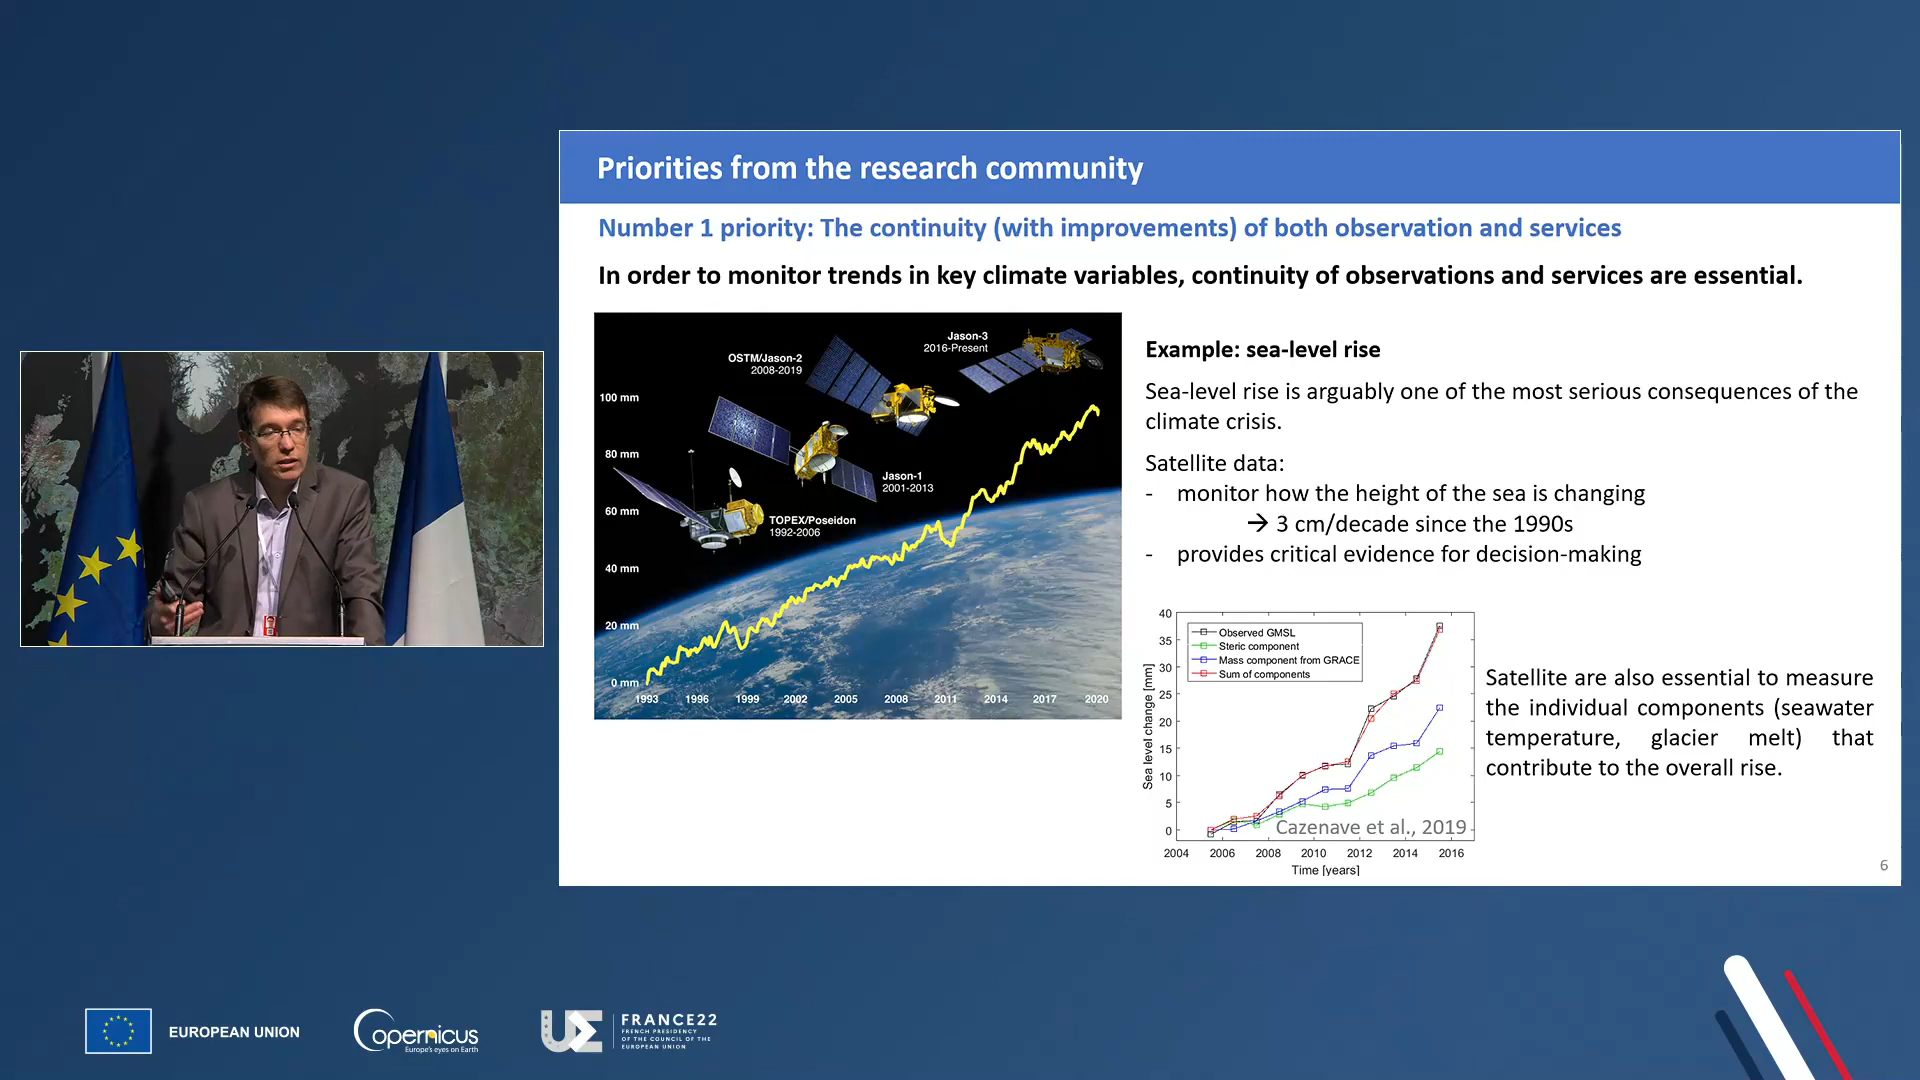 Priorities from the research community
Number 1 priority: The continuity (with improvements) of both observation and services
In order to monitor trends in key climate variables, continuity of observations and services are essential.
Jason-3
2016-Present
OSTM/Jason-2
2008-2019
Jason-1
2001-2013
TOPEX/Poseidon
1992-2006
100 mm
80 mm
60 mm
40 mm
20 mm
0 mm
1993 1996 1999 2002 2005 2008 2011 2014 2017 2020
Example: sea-level rise
Sea-level rise is arguably one of the most serious consequences of the
climate crisis.
Satellite data:
- monitor how the height of the sea is changing
→ 3 cm/decade since the 1990s
- provides critical evidence for decision-making
Sea level change [mm]
40
35
30
25
20
15
10
5
0
Observed GMSL
Steric component
Mass component from GRACE
Sum of components
Cazenave et al., 2019
2004 2006 2008 2010 2012 2014 2016
Time [years]
Satellite are also essential to measure
the individual components (seawater
temperature, glacier melt) that
contribute to the overall rise.
6
EUROPEAN UNION
Copernicus
Europe's eyes on Earth
UE
FRANCE22
FRENCH PRESIDENCY
OF THE COUNCIL OF THE
EUROPEAN UNION